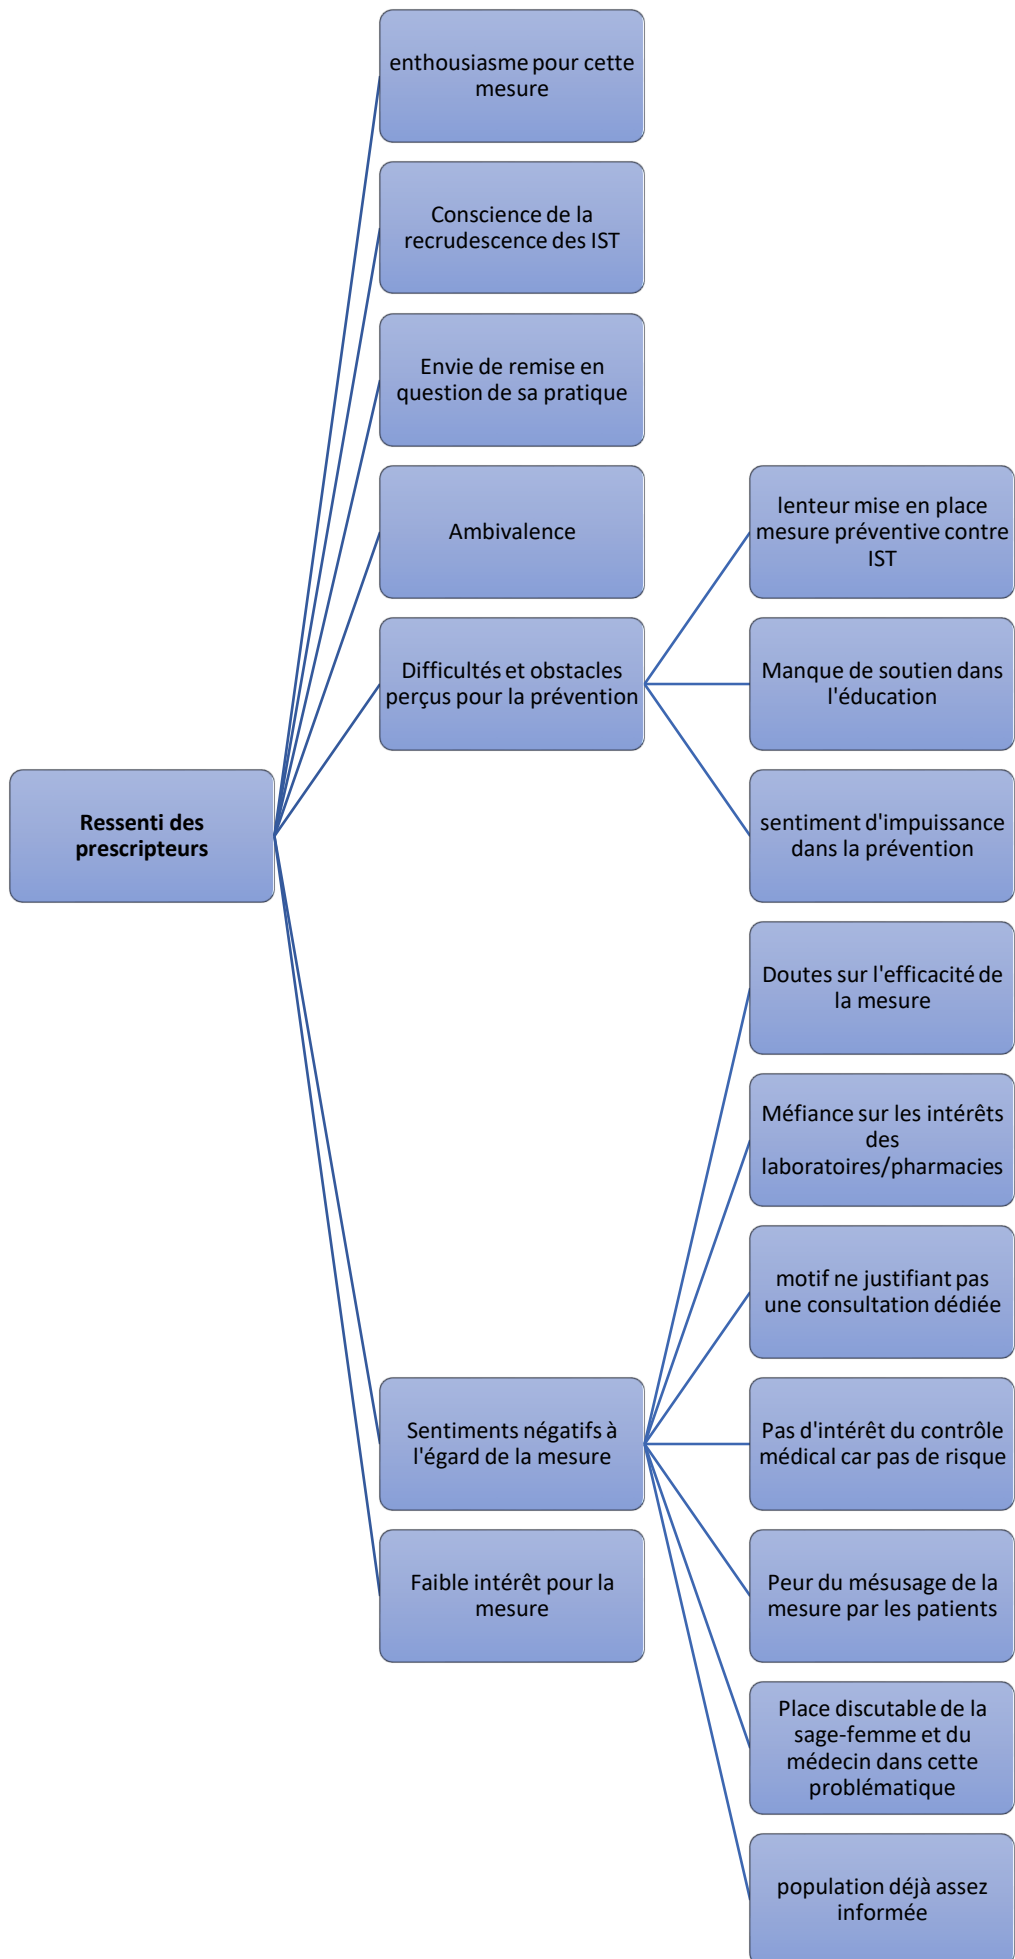 enthousiasme pour cette
mesure
Conscience de la
recrudescence des IST
Envie de remise en
question de sa pratique
Ambivalence
Difficultés et obstacles
perçus pour la prévention
lenteur mise en place
mesure préventive contre
IST
Manque de soutien dans
l'éducation
sentiment d'impuissance
dans la prévention
Ressenti des
prescripteurs
Sentiments négatifs à
l'égard de la mesure
Doutes sur l'efficacité de
la mesure
Méfiance sur les intérêts
des
laboratoires/pharmacies
motif ne justifiant pas
une consultation dédiée
Pas d'intérêt du contrôle
médical car pas de risque
Peur du mésusage de la
mesure par les patients
Place discutable de la
sage-femme et du
médecin dans cette
problématique
population déjà assez
informée
Faible intérêt pour la
mesure